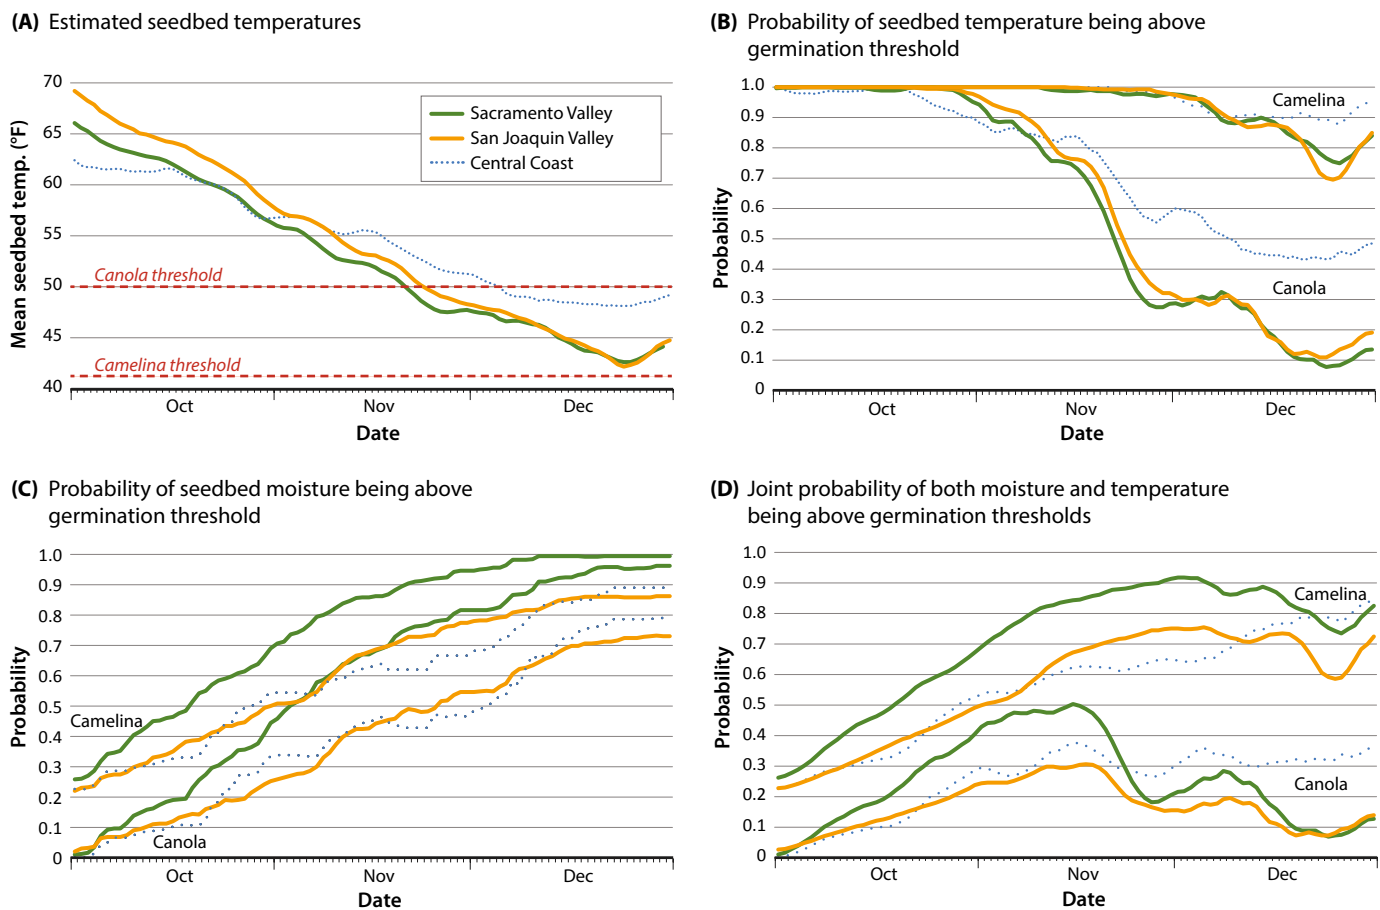 (A) Estimated seedbed temperatures
70
65
60
55
50
45
40
Mean seedbed temp. (°F)
Sacramento Valley
San Joaquin Valley
Central Coast
Canola threshold
Camelina threshold
Oct
Nov
Dec
Date
(B) Probability of seedbed temperature being above
germination threshold
1.0
0.9
0.8
0.7
0.6
0.5
0.4
0.3
0.2
0.1
0
Probability
Camelina
Canola
Oct
Nov
Dec
Date
(C) Probability of seedbed moisture being above
germination threshold
1.0
0.9
0.8
0.7
0.6
0.5
0.4
0.3
0.2
0.1
0
Probability
Camelina
Canola
Oct
Nov
Dec
Date
(D) Joint probability of both moisture and temperature
being above germination thresholds
1.0
0.9
0.8
0.7
0.6
0.5
0.4
0.3
0.2
0.1
0
Probability
Camelina
Canola
Oct
Nov
Dec
Date